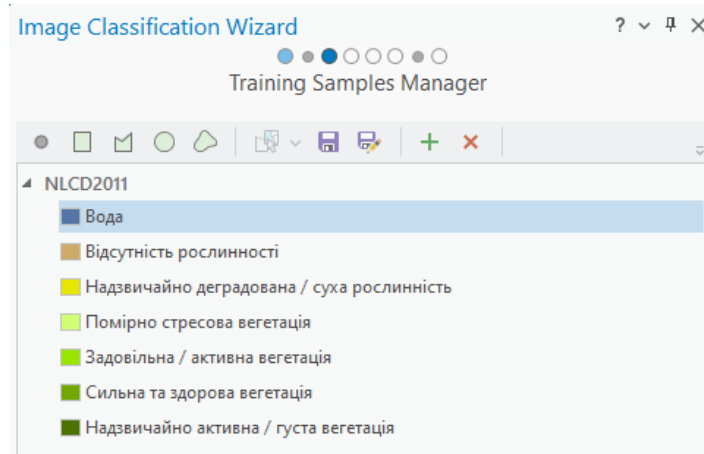 Image Classification Wizard
Training Samples Manager
NLCD2011
Вода
Відсутність рослинності
Надзвичайно деградована / суха рослинність
Помірно стресова вегетація
Задовільна / активна вегетація
Сильна та здорова вегетація
Надзвичайно активна / густа вегетація